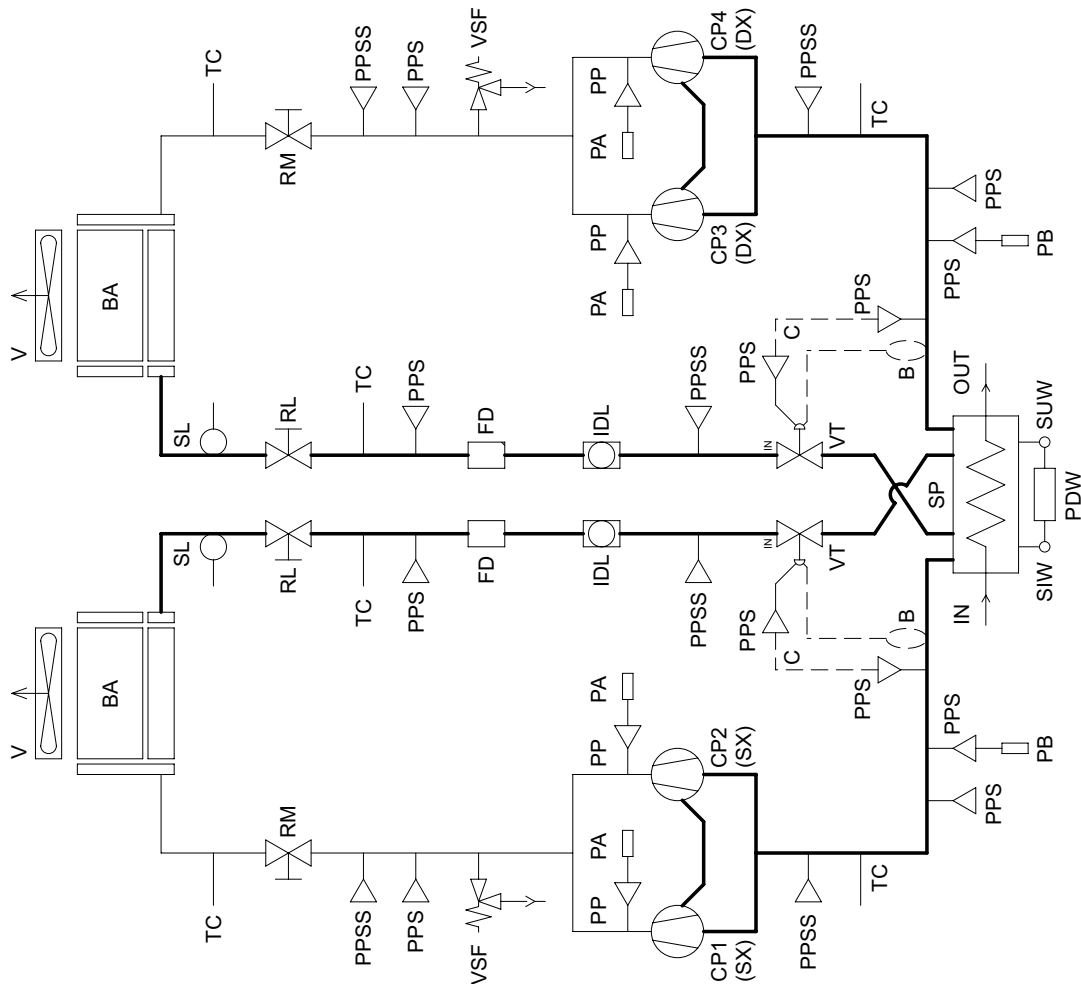 V
V
BA
BA
SL
SL
TC
TC
RM
RL
RL
RM
PPSS
TC
TC
PPSS
PPS
PPS
PPS
PPS
VSF
FD
FD
VSF
PP
PA
PP
PA
IDL
IDL
PA
PP
PA
PP
CP1
(SX)
CP2
(SX)
CP3
(DX)
CP4
(DX)
PPSS
PPSS
PPS
PPS
IN
IN
C
C
PPSS
PPSS
VT
VT
PPS
PPS
TC
TC
B
B
SP
PPS
IN
OUT
PPS
PPS
PPS
PB
SIW
SUW
PB
PDW